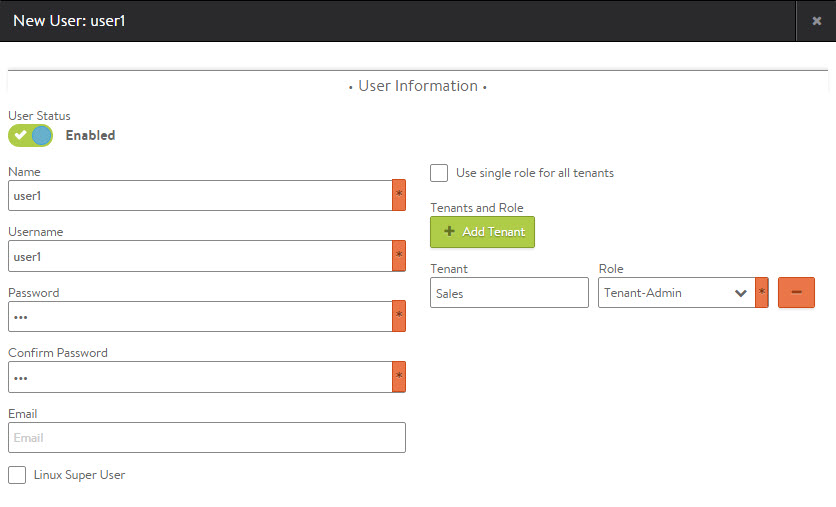 New User: user1
• User Information •
User Status
Enabled
Name
user1 *
Username
user1 *
Password
••• *
Confirm Password
••• *
Email
Email
Linux Super User
Use single role for all tenants
Tenants and Role
+ Add Tenant
Tenant Role
Sales Tenant-Admin *